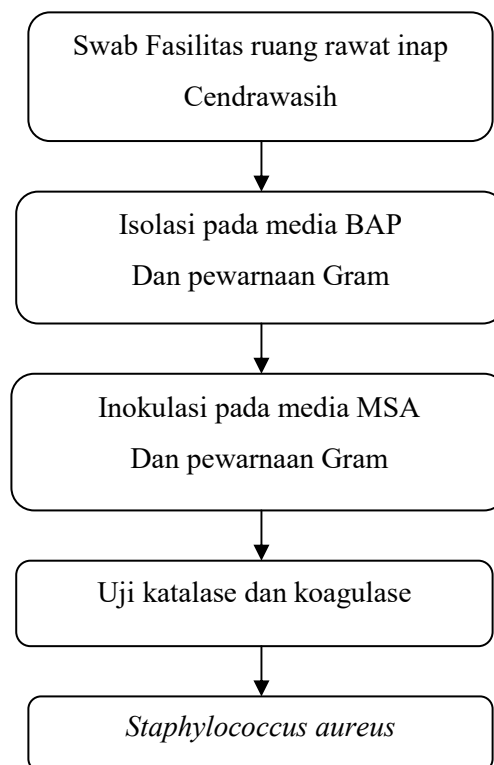 Swab Fasilitas ruang rawat inap
Cendrawasih
Isolasi pada media BAP
Dan pewarnaan Gram
Inokulasi pada media MSA
Dan pewarnaan Gram
Uji katalase dan koagulase
Staphylococcus aureus